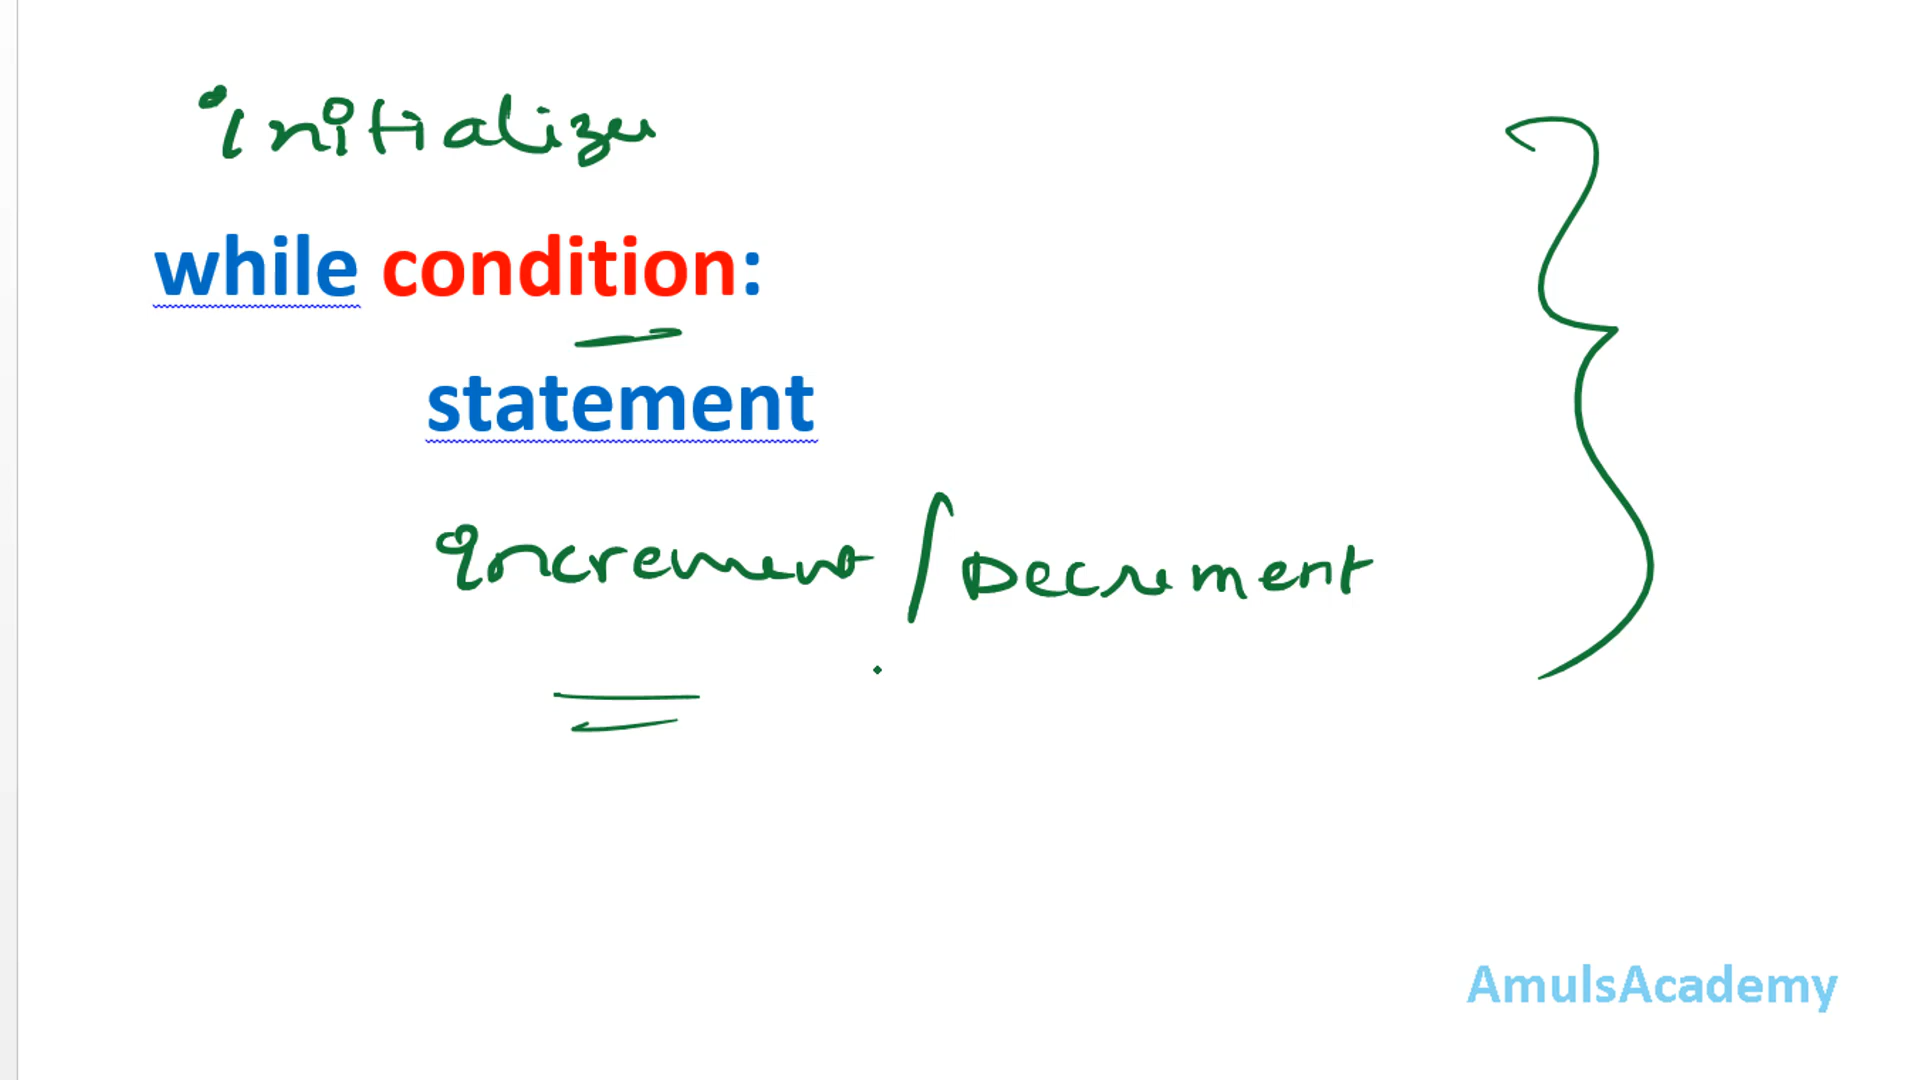 initialize
while condition:
statement
increment / Decrement
AmulsAcademy